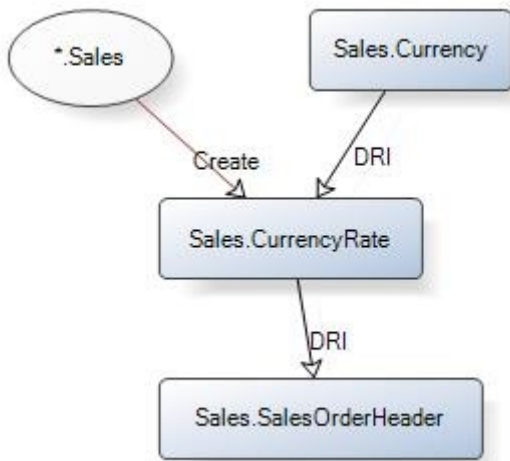 *.Sales
Sales.Currency
Create
DRI
Sales.CurrencyRate
DRI
Sales.SalesOrderHeader